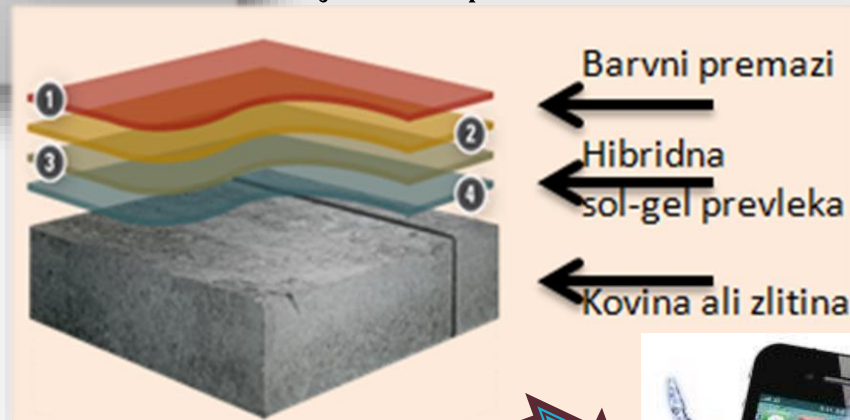 Barvni premazi
1
2
Hibridna
3
sol-gel prevleka
4
Kovina ali zlitina